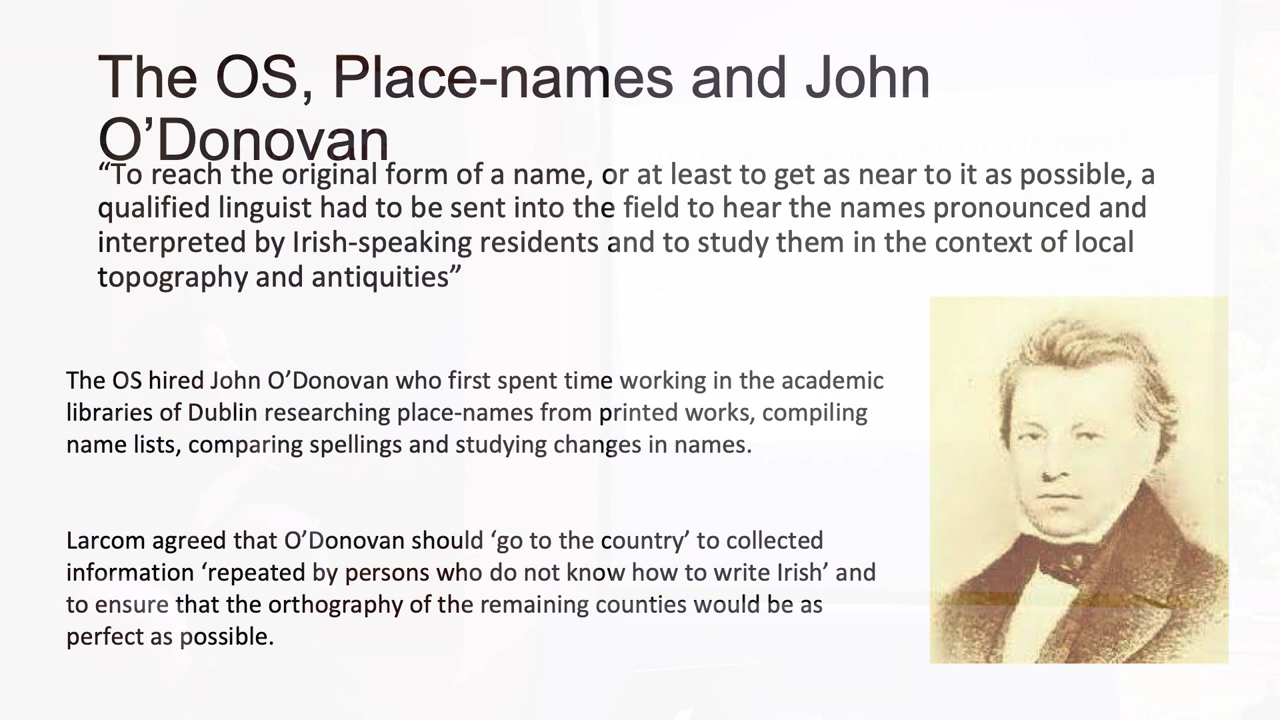 The OS, Place-names and John
O’Donovan
“To reach the original form of a name, or at least to get as near to it as possible, a
qualified linguist had to be sent into the field to hear the names pronounced and
interpreted by Irish-speaking residents and to study them in the context of local
topography and antiquities”
The OS hired John O’Donovan who first spent time working in the academic
libraries of Dublin researching place-names from printed works, compiling
name lists, comparing spellings and studying changes in names.
Larcom agreed that O’Donovan should ‘go to the country’ to collected
information ‘repeated by persons who do not know how to write Irish’ and
to ensure that the orthography of the remaining counties would be as
perfect as possible.